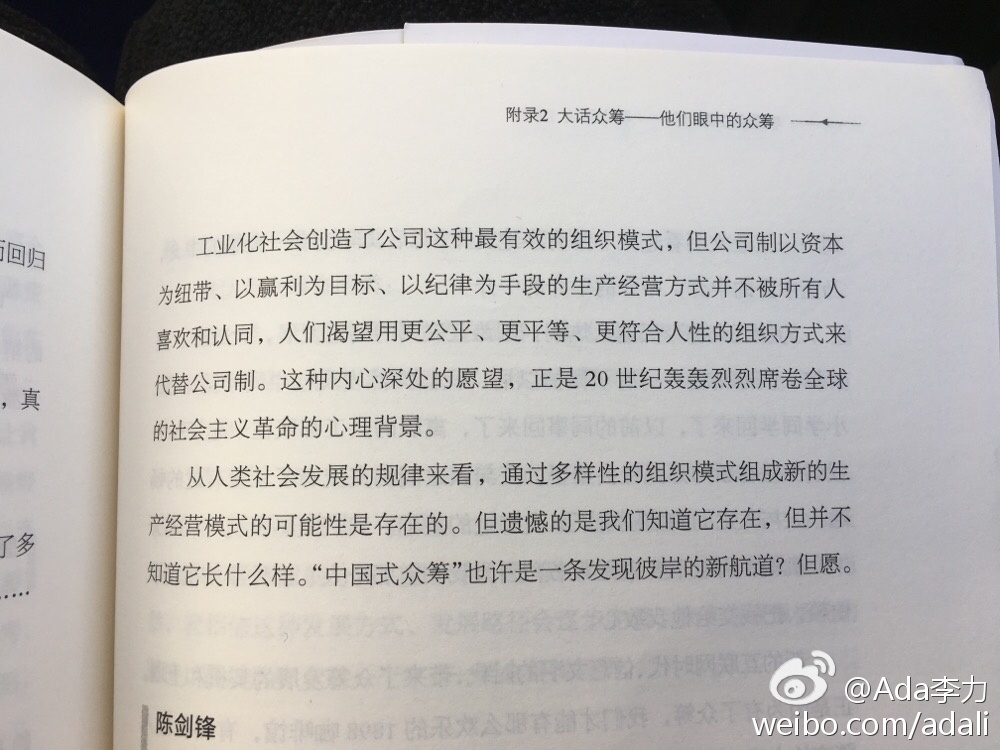 附录2 大话众筹——他们眼中的众筹
工业化社会创造了公司这种最有效的组织模式，但公司制以资本
为纽带、以赢利为目标、以纪律为手段的生产经营方式并不被所有人
喜欢和认同，人们渴望用更公平、更平等、更符合人性的组织方式来
代替公司制。这种内心深处的愿望，正是 20 世纪轰轰烈烈席卷全球
的社会主义革命的心理背景。
从人类社会发展的规律来看，通过多样性的组织模式组成新的生
产经营模式的可能性是存在的。但遗憾的是我们知道它存在，但并不
知道它长什么样。“中国式众筹”也许是一条发现彼岸的新航道？但愿。
陈剑锋
回归
，真
了多
……
@Ada李力
weibo.com/adali